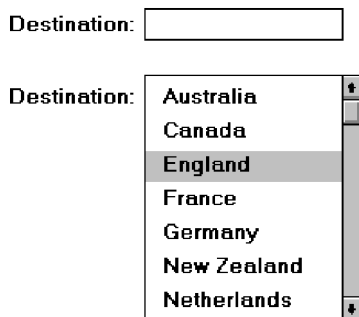 Destination:
Destination:
Australia
Canada
England
France
Germany
New Zealand
Netherlands